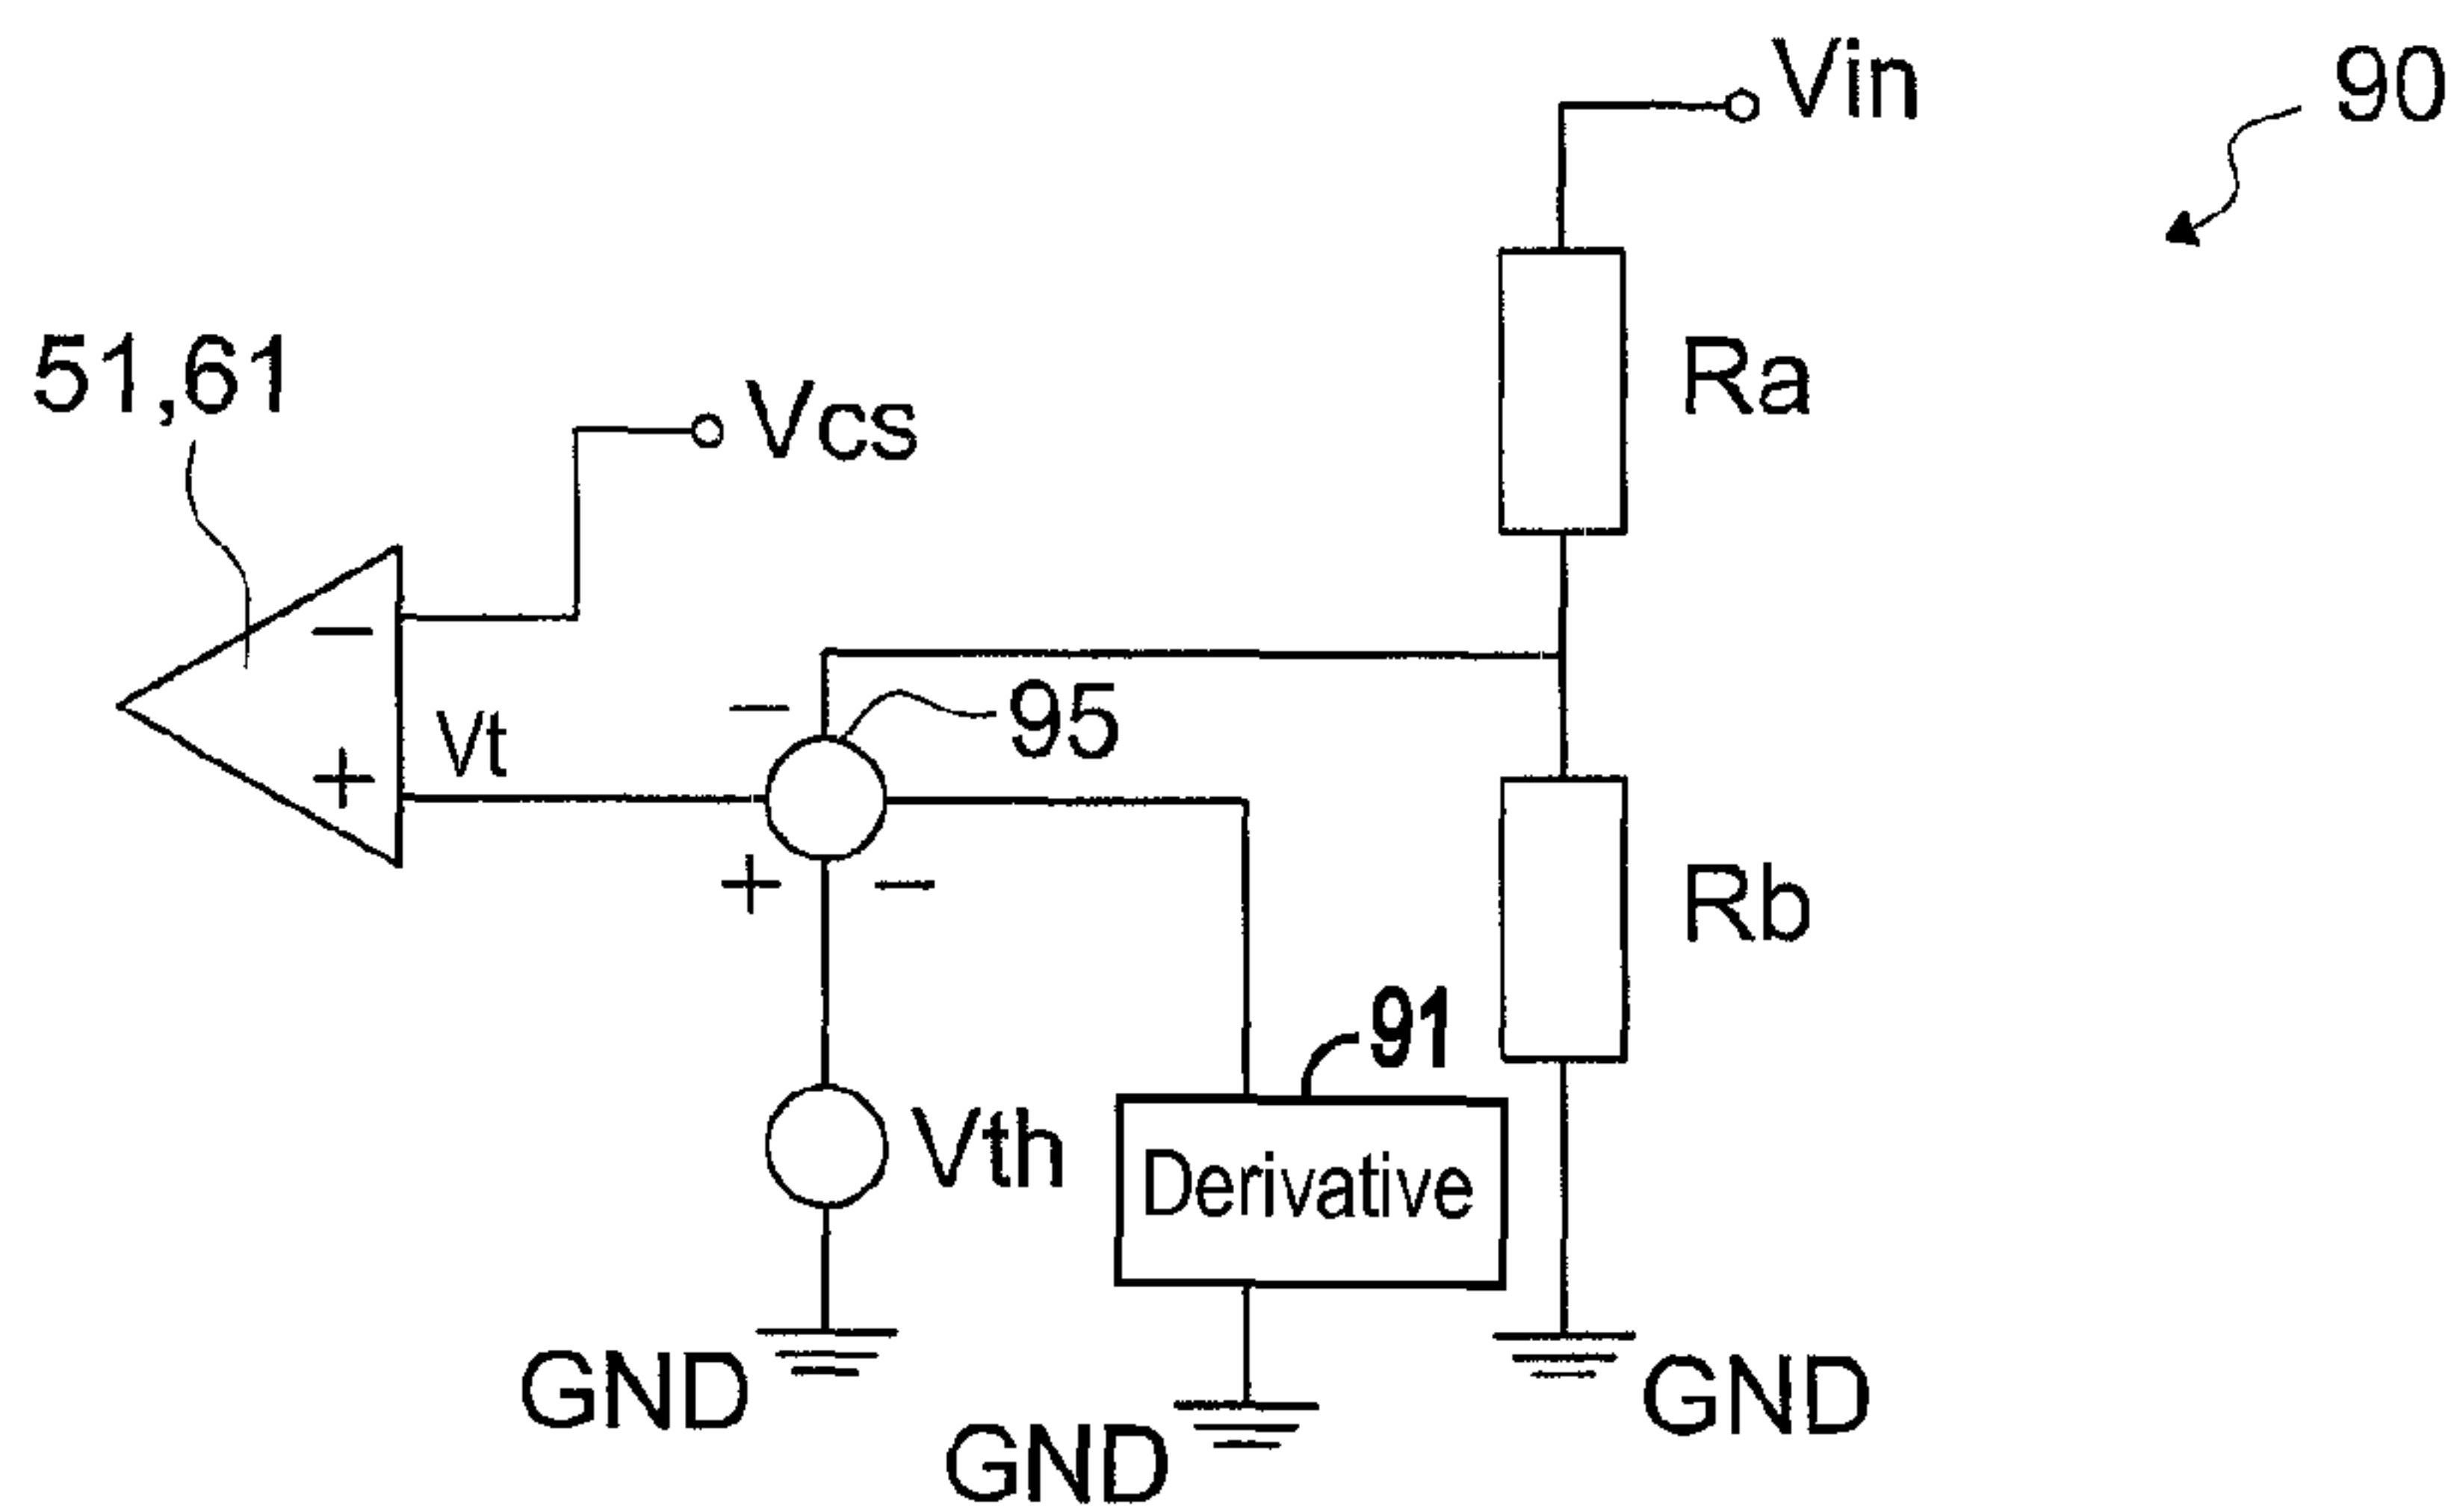 Vin
90
Ra
51,61
Vcs
95
−
Vt
−
+
+
−
Rb
91
Vth
Derivative
GND
GND
GND